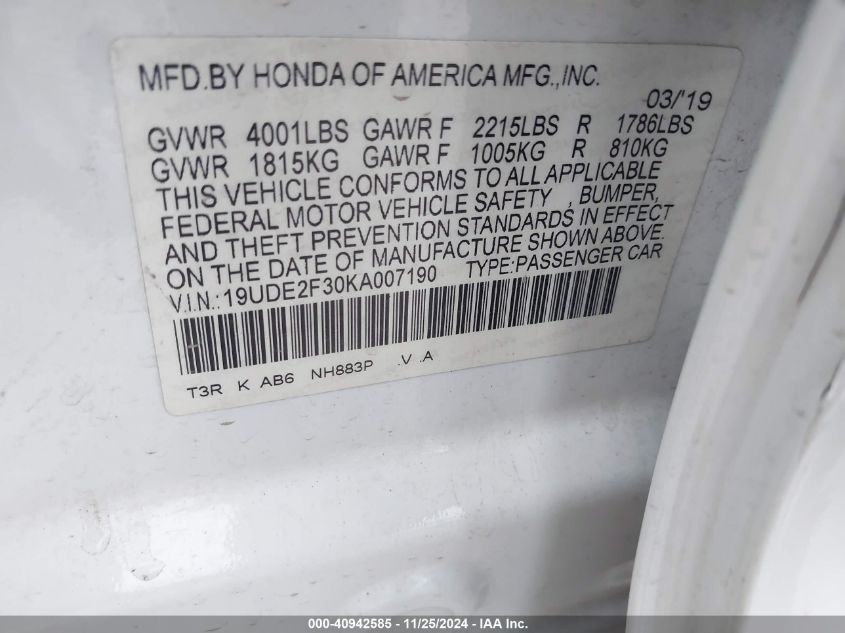 MFD.BY HONDA OF AMERICA MFG.,INC.
03/'19
GVWR 4001LBS GAWR F 2215LBS R 1786LBS
GVWR 1815KG GAWR F 1005KG R 810KG
THIS VEHICLE CONFORMS TO ALL APPLICABLE
FEDERAL MOTOR VEHICLE SAFETY , BUMPER,
AND THEFT PREVENTION STANDARDS IN EFFECT
ON THE DATE OF MANUFACTURE SHOWN ABOVE.
V.I.N.:19UDE2F30KA007190 TYPE:PASSENGER CAR
T3R K AB6 NH883P .V .A
000-40942585 - 11/25/2024 - IAA Inc.